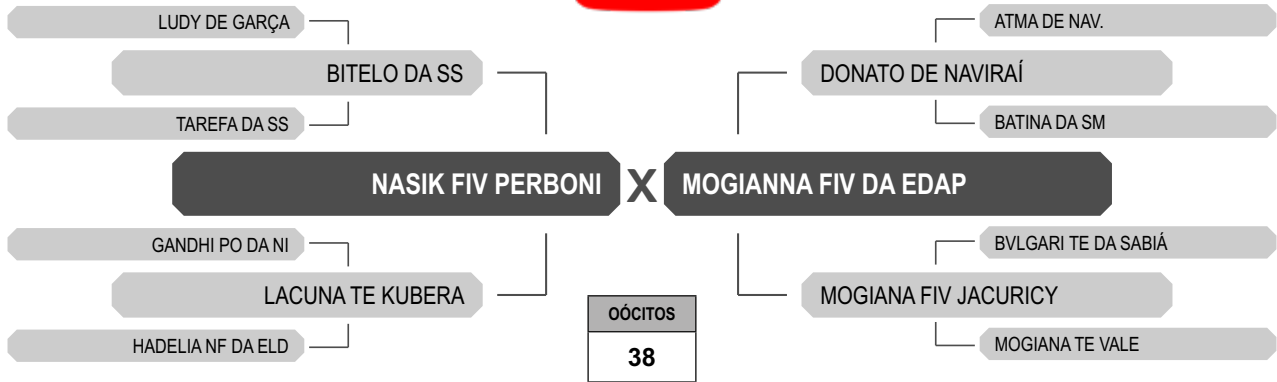 LUDY DE GARÇA
ATMA DE NAV.
BITELO DA SS
DONATO DE NAVIRAÍ
TAREFA DA SS
BATINA DA SM
NASIK FIV PERBONI X MOGIANNA FIV DA EDAP
GANDHI PO DA NI
BVLGARI TE DA SABIÁ
LACUNA TE KUBERA
MOGIANA FIV JACURICY
HADELIA NF DA ELD
MOGIANA TE VALE
OÓCITOS
38